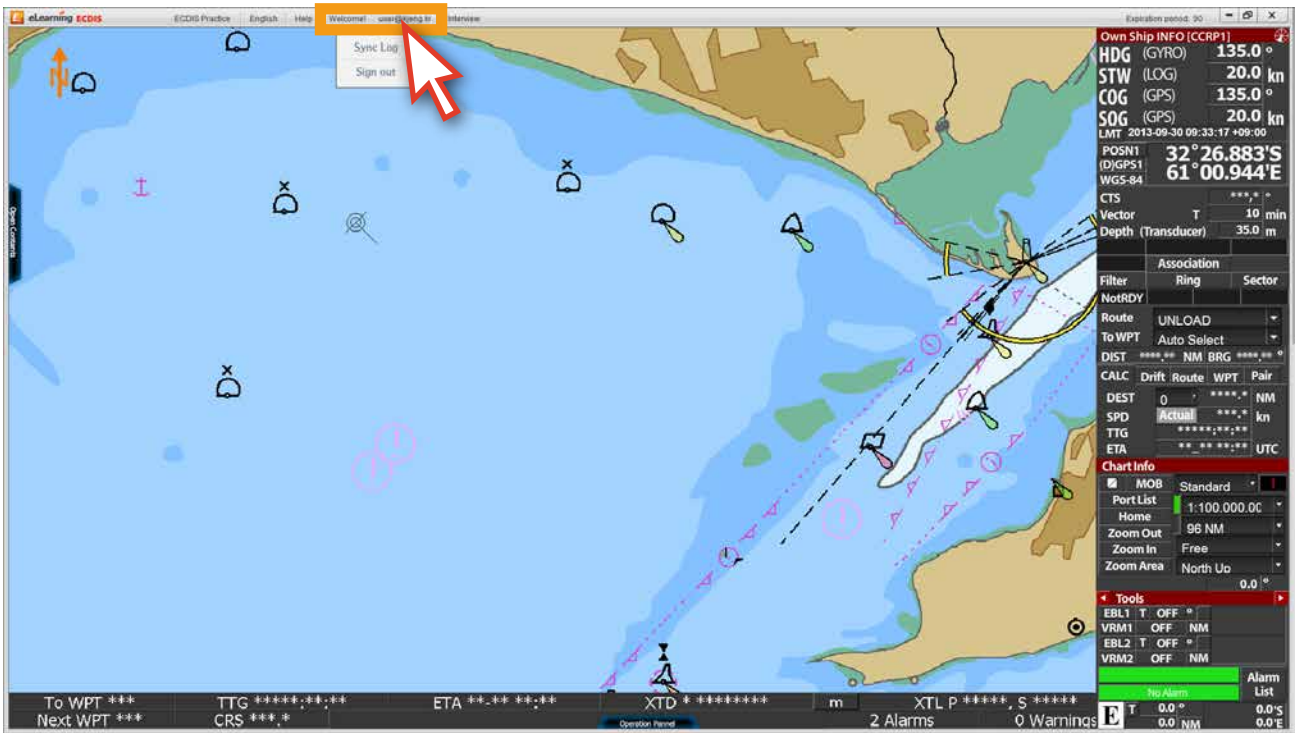 eLearning ECDIS ECDIS Practice English Help Welcome! Interview Expiration period: 90
Sync Log
Sign out
N
Own Ship INFO [CCRP1]
HDG (GYRO) 135.0 °
STW (LOG) 20.0 kn
COG (GPS) 135.0 °
SOG (GPS) 20.0 kn
LMT 2013-09-30 09:33:17 +09:00
POSN1 32°26.883'S
(D)GPS1 61°00.944'E
WGS-84
CTS ***.* °
Vector T 10 min
Depth (Transducer) 35.0 m
Association
Filter Ring Sector
NotRDY
Route UNLOAD
To WPT Auto Select
DIST ****.** NM BRG ****.** °
CALC Drift Route WPT Pair
DEST 0 ****.* NM
SPD Actual ***.* kn
TTG *****:**:**
ETA **_** **:** UTC
Chart Info
MOB Standard !
Port List 1:100.000.00
Home 96 NM
Zoom Out
Zoom In Free
Zoom Area North Up
0.0 °
Tools
EBL1 T OFF °
VRM1 OFF NM
EBL2 T OFF °
VRM2 OFF NM
Alarm
No Alarm List
E T 0.0 ° 0.0'S
0.0 NM 0.0'E
Open Contents
To WPT *** TTG *****:**:** ETA **-** **:** XTD * ******** m XTL P *****, S *****
Next WPT *** CRS ***.* Operation Pannel 2 Alarms 0 Warnings